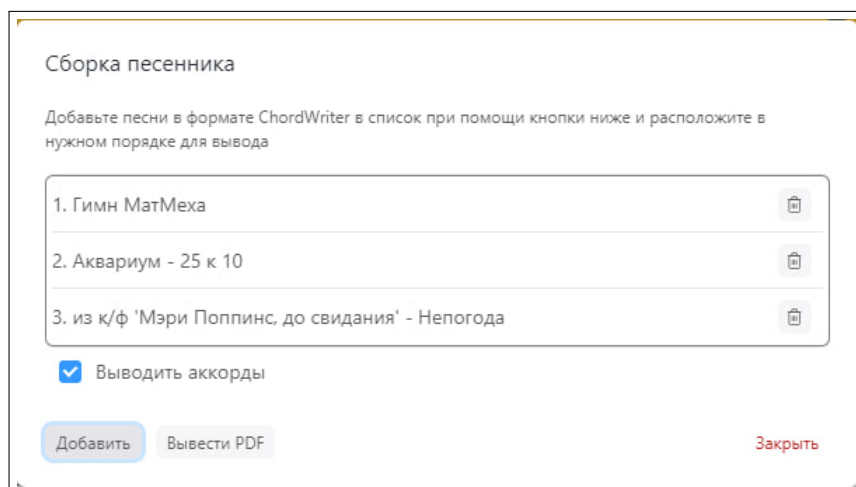 Сборка песенника
Добавьте песни в формате ChordWriter в список при помощи кнопки ниже и расположите в
нужном порядке для вывода
1. Гимн МатМеха
2. Аквариум - 25 к 10
3. из к/ф 'Мэри Поппинс, до свидания' - Непогода
Выводить аккорды
Добавить Вывести PDF Закрыть